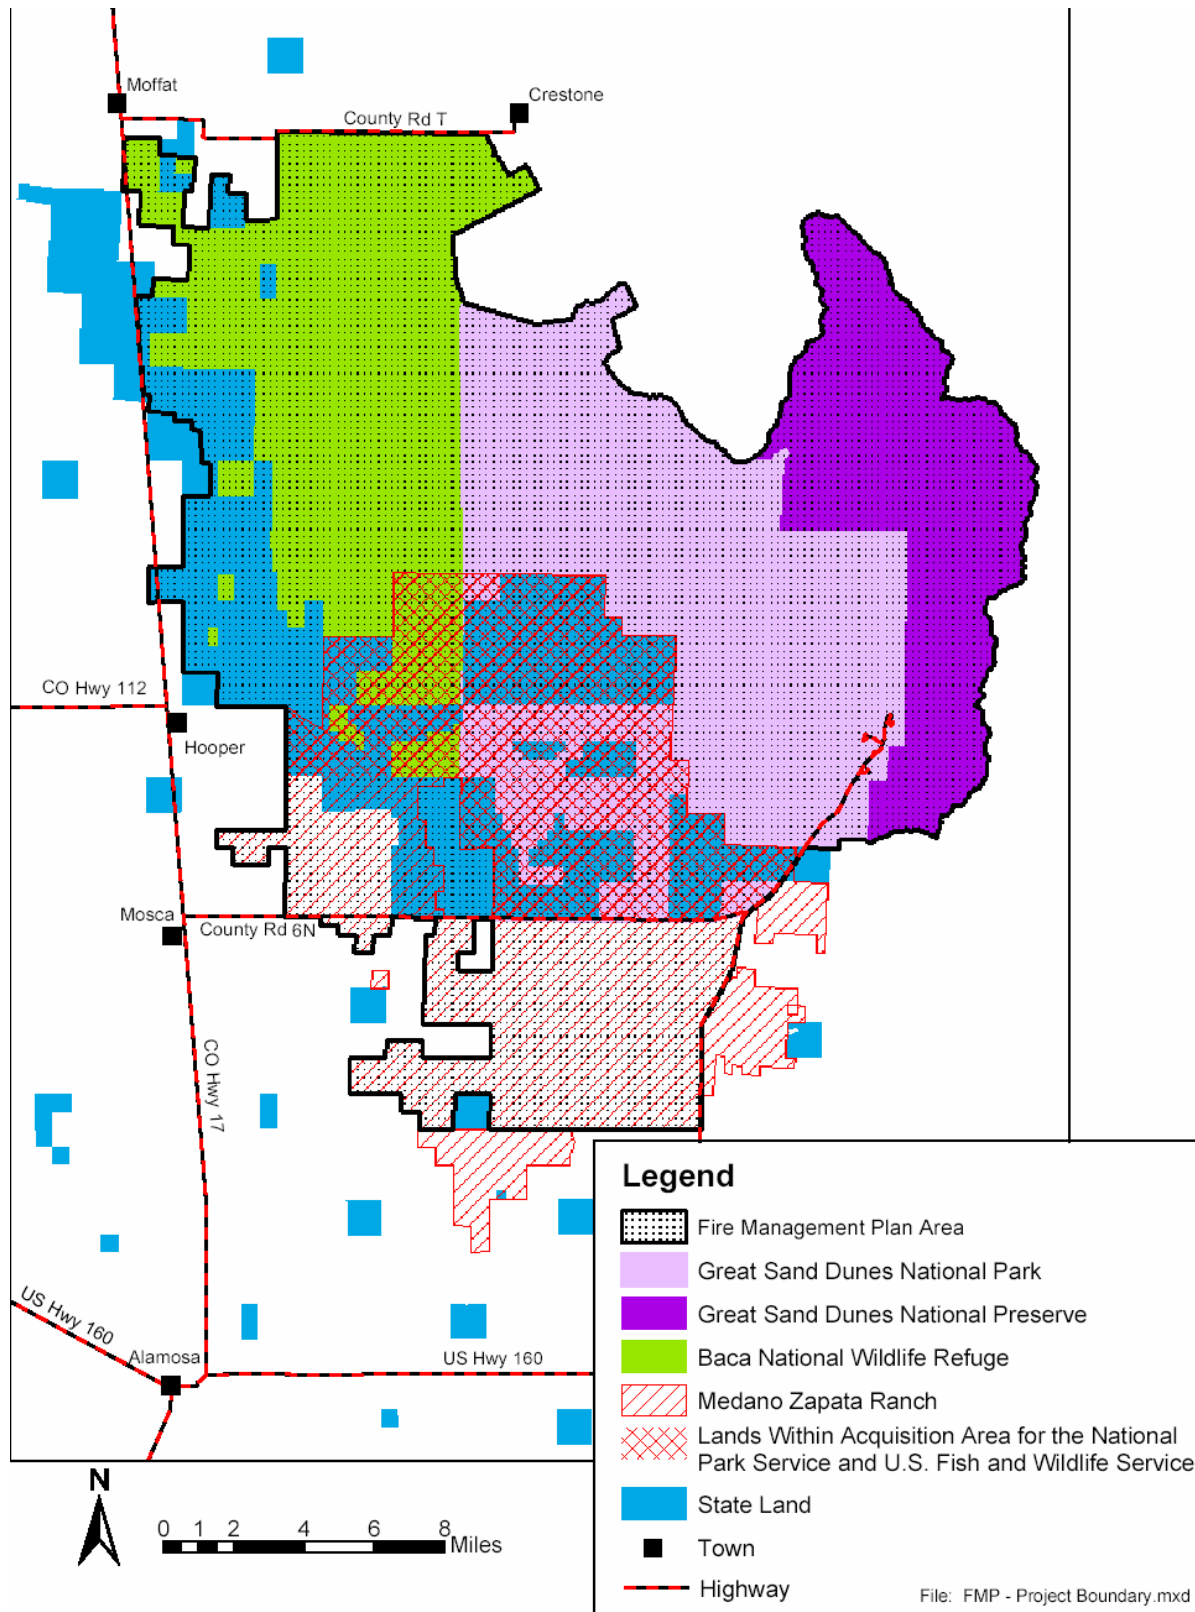 Moffat
Crestone
County Rd T
CO Hwy 112
Hooper
Mosca
County Rd 6N
CO Hwy 17
US Hwy 160
Alamosa
US Hwy 160
Legend
Fire Management Plan Area
Great Sand Dunes National Park
Great Sand Dunes National Preserve
Baca National Wildlife Refuge
Medano Zapata Ranch
Lands Within Acquisition Area for the National
Park Service and U.S. Fish and Wildlife Service
State Land
Town
Highway
File: FMP - Project Boundary.mxd
N
0 1 2 4 6 8
Miles